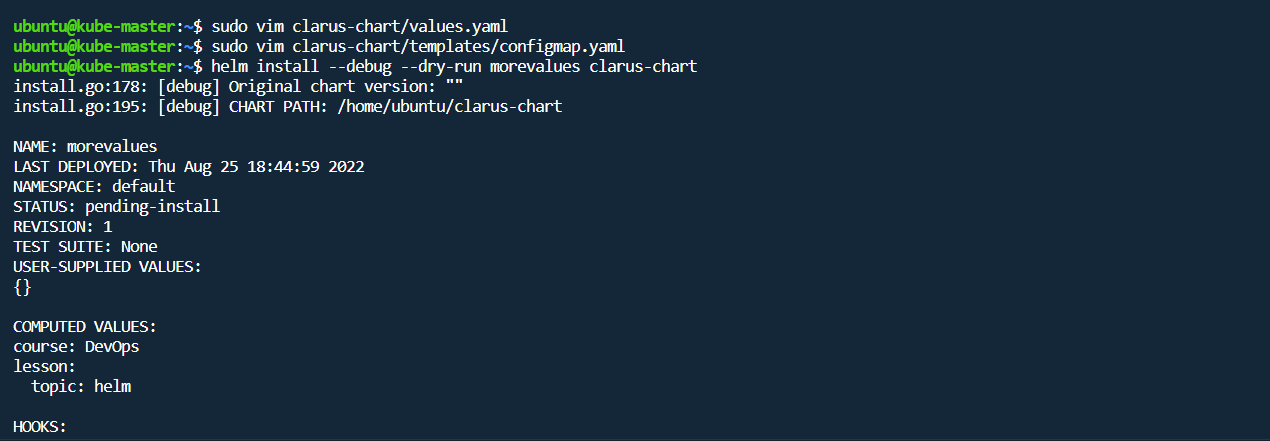 ubuntu@kube-master:~$ sudo vim clarus-chart/values.yaml
ubuntu@kube-master:~$ sudo vim clarus-chart/templates/configmap.yaml
ubuntu@kube-master:~$ helm install --debug --dry-run morevalues clarus-chart
install.go:178: [debug] Original chart version: ""
install.go:195: [debug] CHART PATH: /home/ubuntu/clarus-chart

NAME: morevalues
LAST DEPLOYED: Thu Aug 25 18:44:59 2022
NAMESPACE: default
STATUS: pending-install
REVISION: 1
TEST SUITE: None
USER-SUPPLIED VALUES:
{}

COMPUTED VALUES:
course: DevOps
lesson:
  topic: helm

HOOKS: